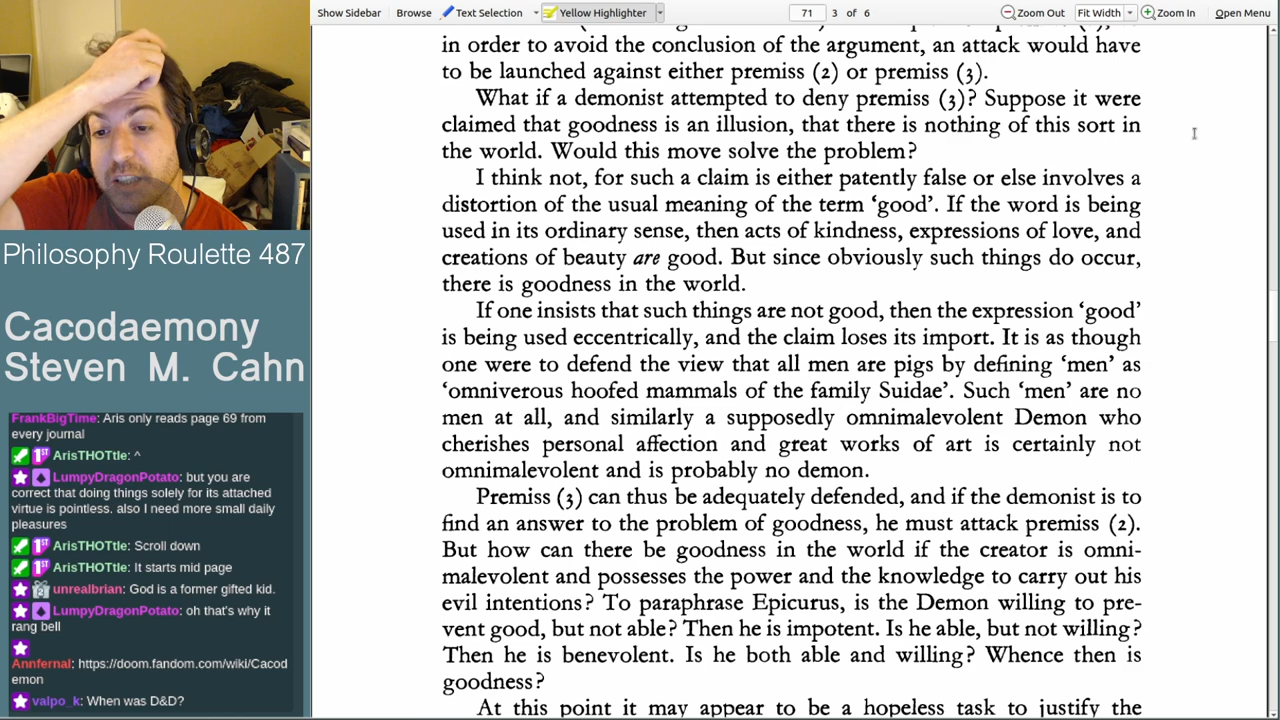 Show Sidebar Browse Text Selection Yellow Highlighter 71 3 of 6 Zoom Out Fit Width Zoom In Open Menu
in order to avoid the conclusion of the argument, an attack would have
to be launched against either premiss (2) or premiss (3).
What if a demonist attempted to deny premiss (3)? Suppose it were
claimed that goodness is an illusion, that there is nothing of this sort in
the world. Would this move solve the problem?
I think not, for such a claim is either patently false or else involves a
distortion of the usual meaning of the term ‘good’. If the word is being
used in its ordinary sense, then acts of kindness, expressions of love, and
creations of beauty are good. But since obviously such things do occur,
there is goodness in the world.
If one insists that such things are not good, then the expression ‘good’
is being used eccentrically, and the claim loses its import. It is as though
one were to defend the view that all men are pigs by defining ‘men’ as
‘omniverous hoofed mammals of the family Suidae’. Such ‘men’ are no
men at all, and similarly a supposedly omnimalevolent Demon who
cherishes personal affection and great works of art is certainly not
omnimalevolent and is probably no demon.
Premiss (3) can thus be adequately defended, and if the demonist is to
find an answer to the problem of goodness, he must attack premiss (2).
But how can there be goodness in the world if the creator is omni-
malevolent and possesses the power and the knowledge to carry out his
evil intentions? To paraphrase Epicurus, is the Demon willing to pre-
vent good, but not able? Then he is impotent. Is he able, but not willing?
Then he is benevolent. Is he both able and willing? Whence then is
goodness?
At this point it may appear to be a hopeless task to justify the
Philosophy Roulette 487
Cacodaemony
Steven M. Cahn
FrankBigTime: Aris only reads page 69 from
every journal
1ST ArisTHOTtle: ^
LumpyDragonPotato: but you are
correct that doing things solely for its attached
virtue is pointless. also I need more small daily
pleasures
1ST ArisTHOTtle: Scroll down
1ST ArisTHOTtle: It starts mid page
unrealbrian: God is a former gifted kid.
LumpyDragonPotato: oh that's why it
rang bell
Annfernal: https://doom.fandom.com/wiki/Cacod
emon
valpo_k: When was D&D?